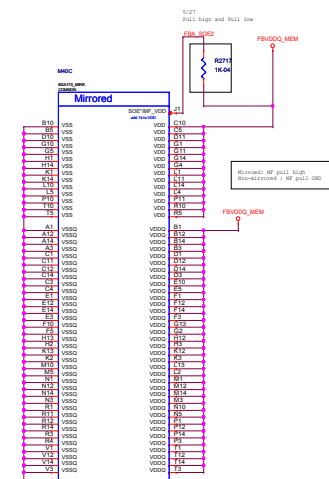 5/27
Pull higz and Pull low
FBA_SOE2
FBVDDQ_MEM
R2717
1K-04
M40C
BGA170_MIRR
COMMON
Mirrored
SOE*/MF_VDD J1
B10 VSS VDD C10
B5 VSS VDD C5
D10 VSS VDD D11
G10 VSS VDD G1
G5 VSS VDD G11
H1 VSS VDD G14
H14 VSS VDD G4
K1 VSS VDD L1
K14 VSS VDD L11
L10 VSS VDD L14
L5 VSS VDD L4
P10 VSS VDD P11
T10 VSS VDD R10
T5 VSS VDD R5
Mirroed: MF pull high
Non-mirrored : MF pull GND
FBVDDQ_MEM
A1 VSSQ VDDQ B1
A12 VSSQ VDDQ B12
A14 VSSQ VDDQ B14
A3 VSSQ VDDQ B3
C1 VSSQ VDDQ D1
C11 VSSQ VDDQ D12
C12 VSSQ VDDQ D14
C14 VSSQ VDDQ D3
C3 VSSQ VDDQ E10
C4 VSSQ VDDQ E5
E1 VSSQ VDDQ F1
E12 VSSQ VDDQ F12
E14 VSSQ VDDQ F14
E3 VSSQ VDDQ F3
F10 VSSQ VDDQ G13
F5 VSSQ VDDQ G2
H13 VSSQ VDDQ H12
H2 VSSQ VDDQ H3
K13 VSSQ VDDQ K12
K2 VSSQ VDDQ K3
M10 VSSQ VDDQ L13
M5 VSSQ VDDQ L2
N1 VSSQ VDDQ M1
N12 VSSQ VDDQ M12
N14 VSSQ VDDQ M14
N3 VSSQ VDDQ M3
R1 VSSQ VDDQ N10
R11 VSSQ VDDQ N5
R12 VSSQ VDDQ P1
R14 VSSQ VDDQ P12
R3 VSSQ VDDQ P14
R4 VSSQ VDDQ P3
V1 VSSQ VDDQ T1
V12 VSSQ VDDQ T12
V14 VSSQ VDDQ T14
V3 VSSQ VDDQ T3